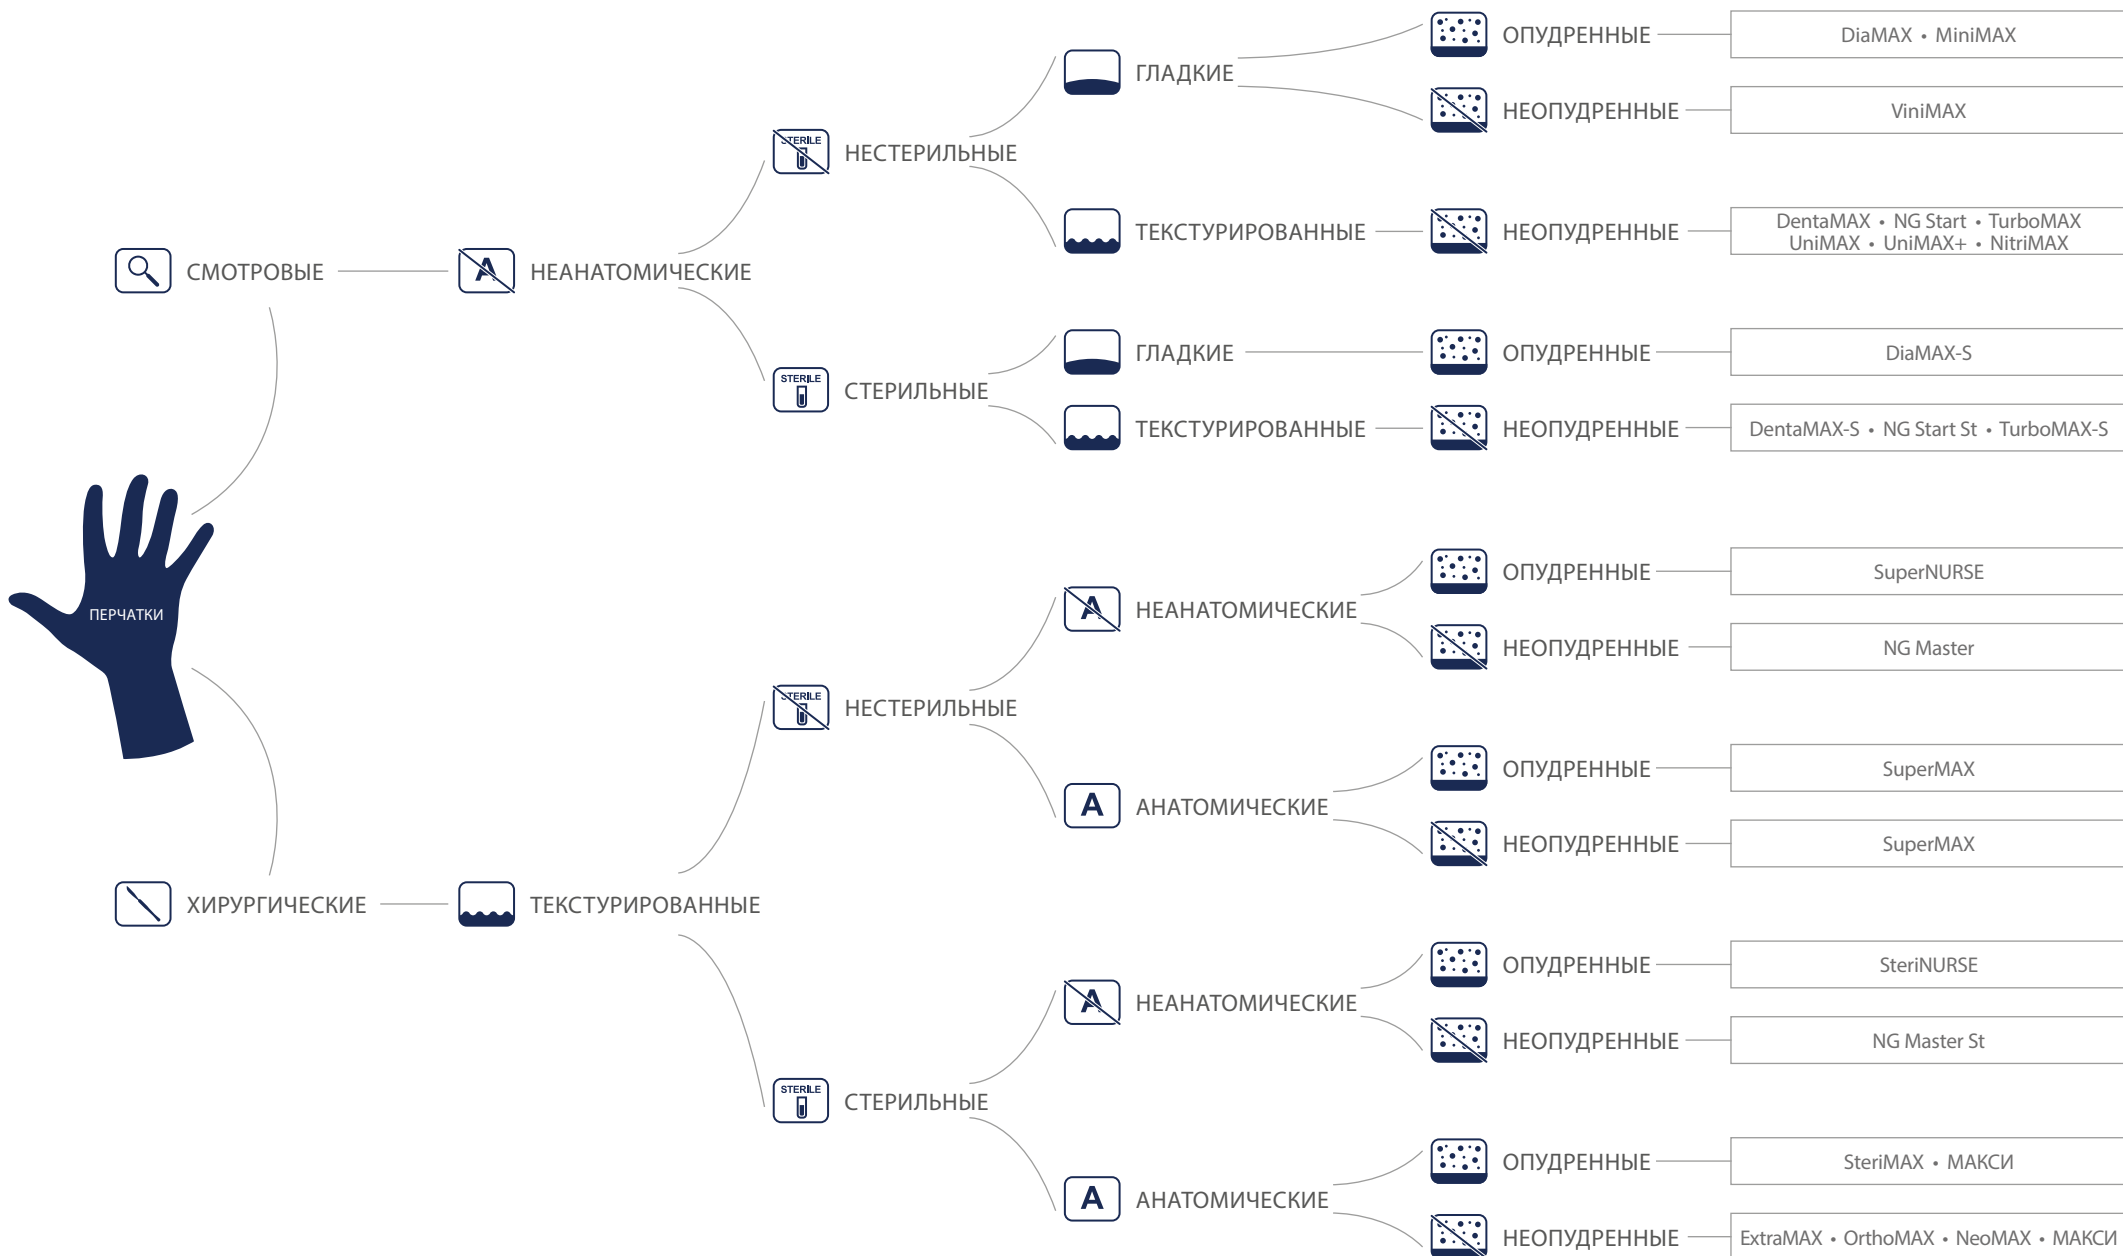 ОПУДРЕННЫЕ
DiaMAX • MiniMAX
ГЛАДКИЕ
НЕОПУДРЕННЫЕ
ViniMAX
STERILE
НЕСТЕРИЛЬНЫЕ
ТЕКСТУРИРОВАННЫЕ
НЕОПУДРЕННЫЕ
DentaMAX • NG Start • TurboMAX
UniMAX • UniMAX+ • NitriMAX
СМОТРОВЫЕ
A
НЕАНАТОМИЧЕСКИЕ
ГЛАДКИЕ
ОПУДРЕННЫЕ
DiaMAX-S
STERILE
СТЕРИЛЬНЫЕ
ТЕКСТУРИРОВАННЫЕ
НЕОПУДРЕННЫЕ
DentaMAX-S • NG Start St • TurboMAX-S
ПЕРЧАТКИ
ОПУДРЕННЫЕ
SuperNURSE
A
НЕАНАТОМИЧЕСКИЕ
НЕОПУДРЕННЫЕ
NG Master
STERILE
НЕСТЕРИЛЬНЫЕ
ОПУДРЕННЫЕ
SuperMAX
A
АНАТОМИЧЕСКИЕ
НЕОПУДРЕННЫЕ
SuperMAX
ХИРУРГИЧЕСКИЕ
ТЕКСТУРИРОВАННЫЕ
ОПУДРЕННЫЕ
SteriNURSE
A
НЕАНАТОМИЧЕСКИЕ
НЕОПУДРЕННЫЕ
NG Master St
STERILE
СТЕРИЛЬНЫЕ
ОПУДРЕННЫЕ
SteriMAX • МАКСИ
A
АНАТОМИЧЕСКИЕ
НЕОПУДРЕННЫЕ
ExtraMAX • OrthoMAX • NeoMAX • МАКСИ